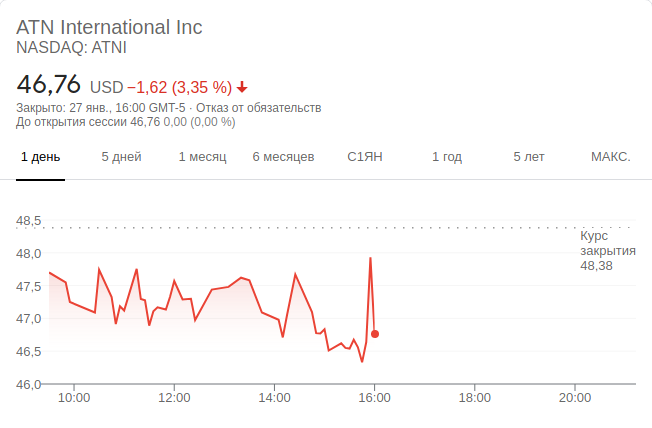 ATN International Inc
NASDAQ: ATNI
46,76 USD −1,62 (3,35 %)
Закрыто: 27 янв., 16:00 GMT-5 · Отказ от обязательств
До открытия сессии 46,76 0,00 (0,00 %)
1 день 5 дней 1 месяц 6 месяцев С1ЯН 1 год 5 лет МАКС.
48,5
Курс
закрытия
48,38
48,0
47,5
47,0
46,5
46,0
10:00 12:00 14:00 16:00 18:00 20:00